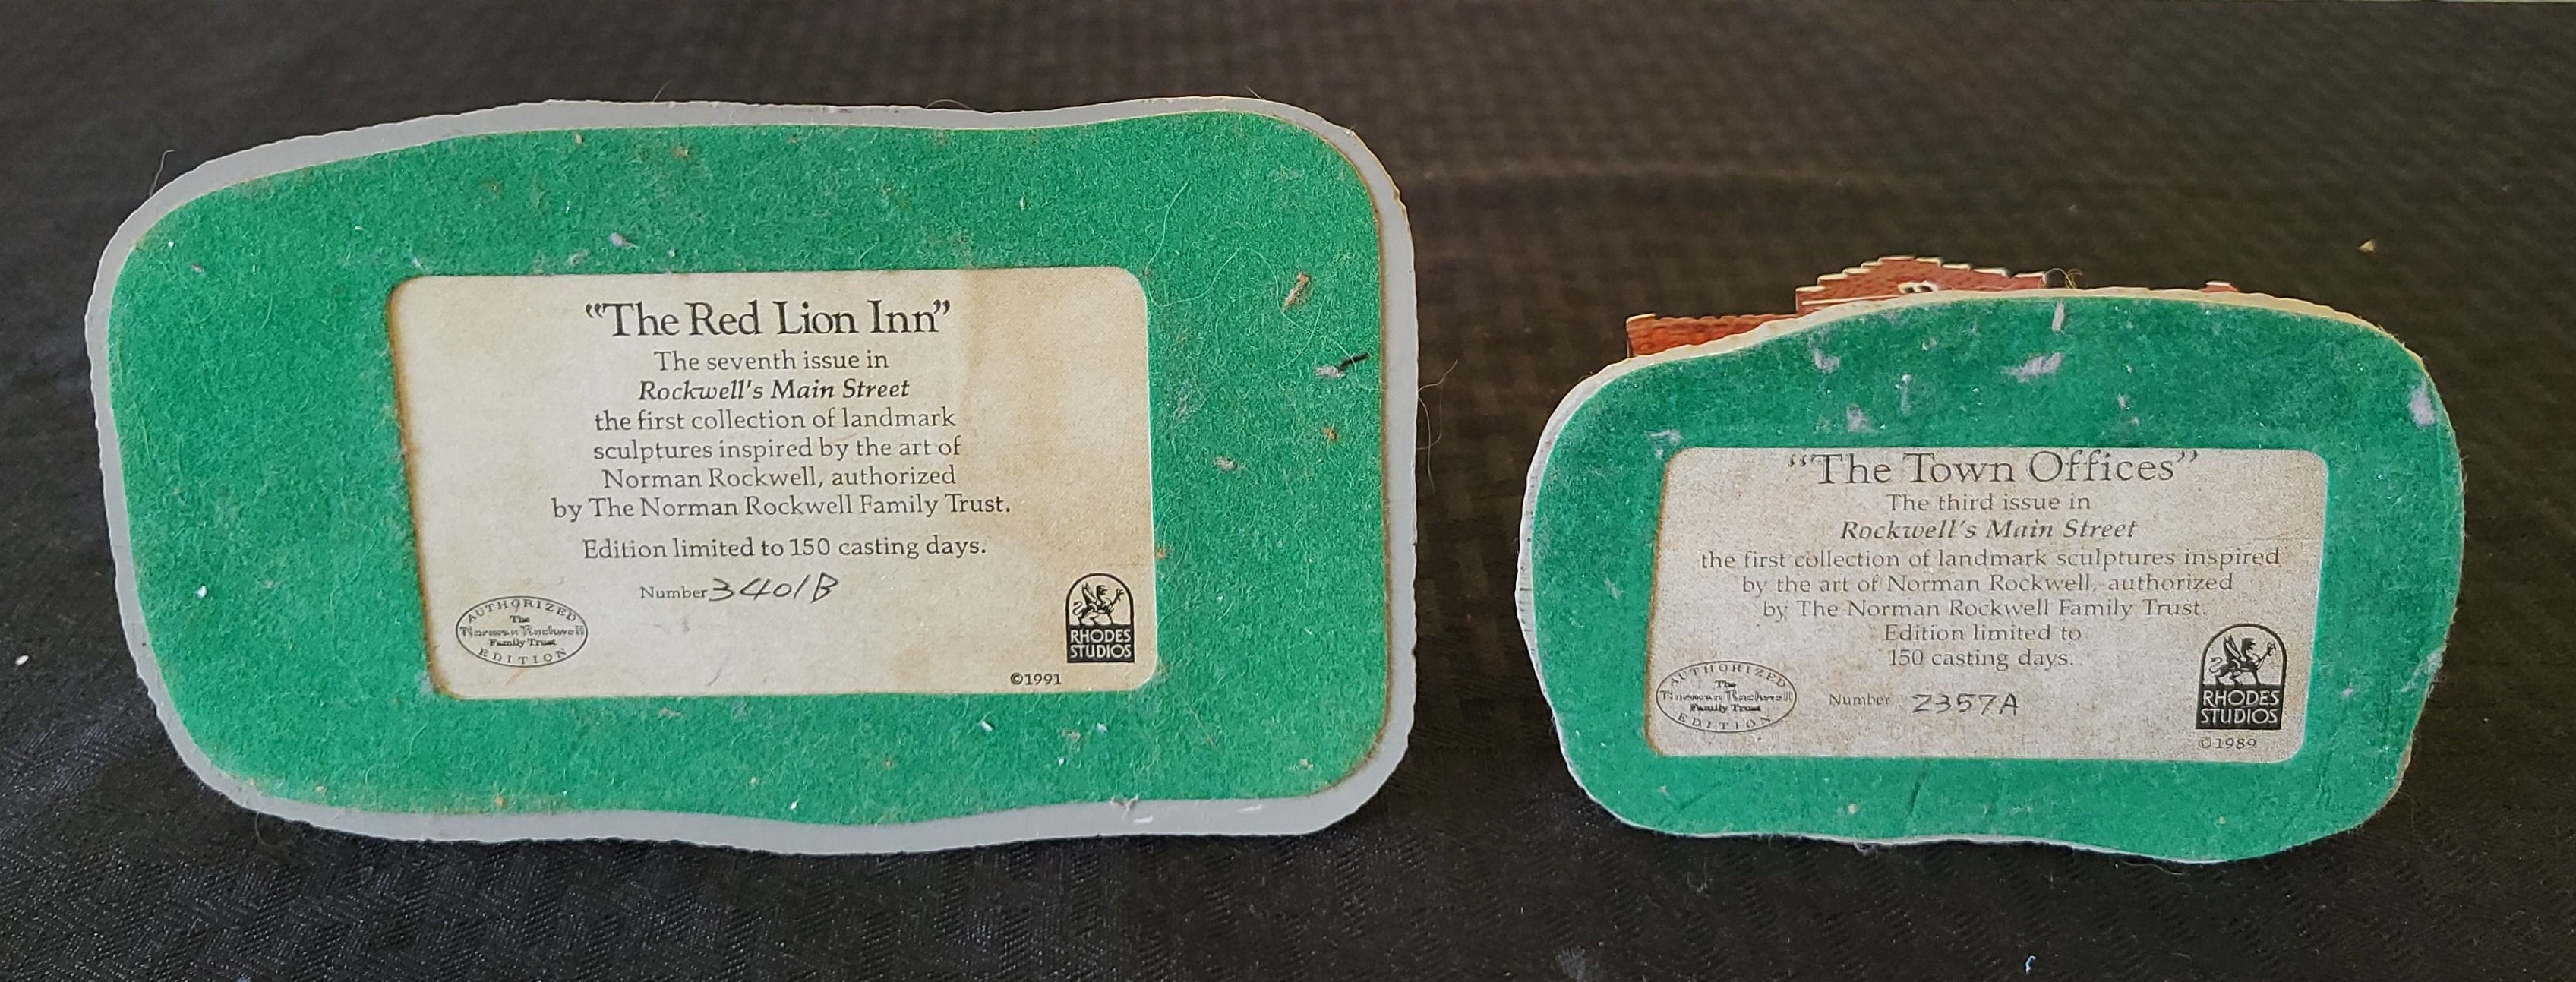 “The Red Lion Inn”
The seventh issue in
Rockwell's Main Street
the first collection of landmark
sculptures inspired by the art of
Norman Rockwell, authorized
by The Norman Rockwell Family Trust.
Edition limited to 150 casting days.
Number 3401B
AUTHORIZED
The
Norman Rockwell
Family Trust
EDITION
RHODES
STUDIOS
©1991
“The Town Offices”
The third issue in
Rockwell's Main Street
the first collection of landmark sculptures inspired
by the art of Norman Rockwell, authorized
by The Norman Rockwell Family Trust.
Edition limited to
150 casting days.
Number 2357A
AUTHORIZED
The
Norman Rockwell
Family Trust
EDITION
RHODES
STUDIOS
©1989